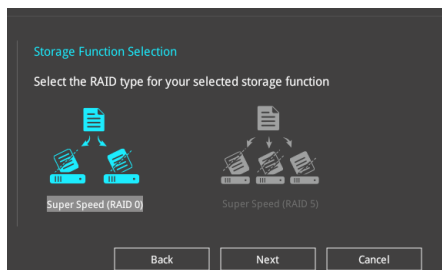 Storage Function Selection
Select the RAID type for your selected storage function
Super Speed (RAID 0)
Super Speed (RAID 5)
Back
Next
Cancel